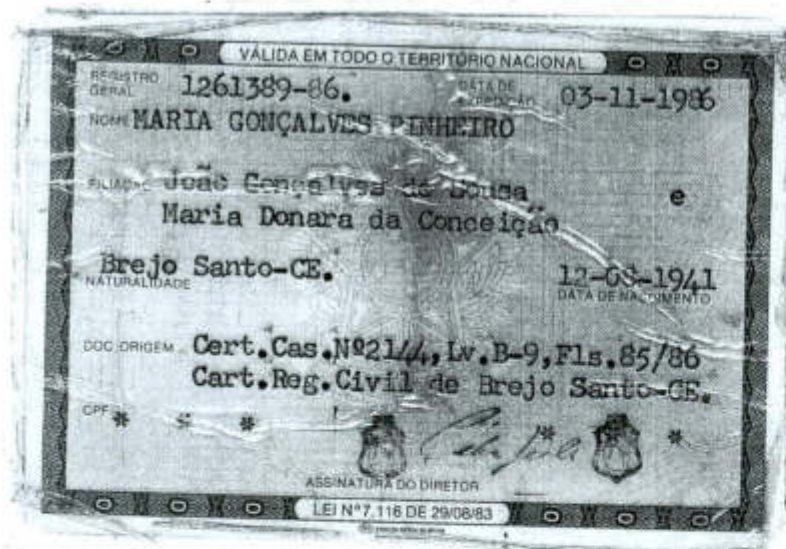 VÁLIDA EM TODO O TERRITÓRIO NACIONAL
REGISTRO GERAL 1261389-86. DATA DE EXPEDIÇÃO 03-11-1986
NOME MARIA GONÇALVES PINHEIRO
FILIAÇÃO João Gonçalves de Sousa e
Maria Donara da Conceição
Brejo Santo-CE. 12-08-1941
NATURALIDADE DATA DE NASCIMENTO
DOC ORIGEM Cert.Cas.Nº2144,Lv.B-9,Fls.85/86
Cart.Reg.Civil de Brejo Santo-CE.
CPF * * * * *
ASSINATURA DO DIRETOR
LEI Nº 7.116 DE 29/08/83